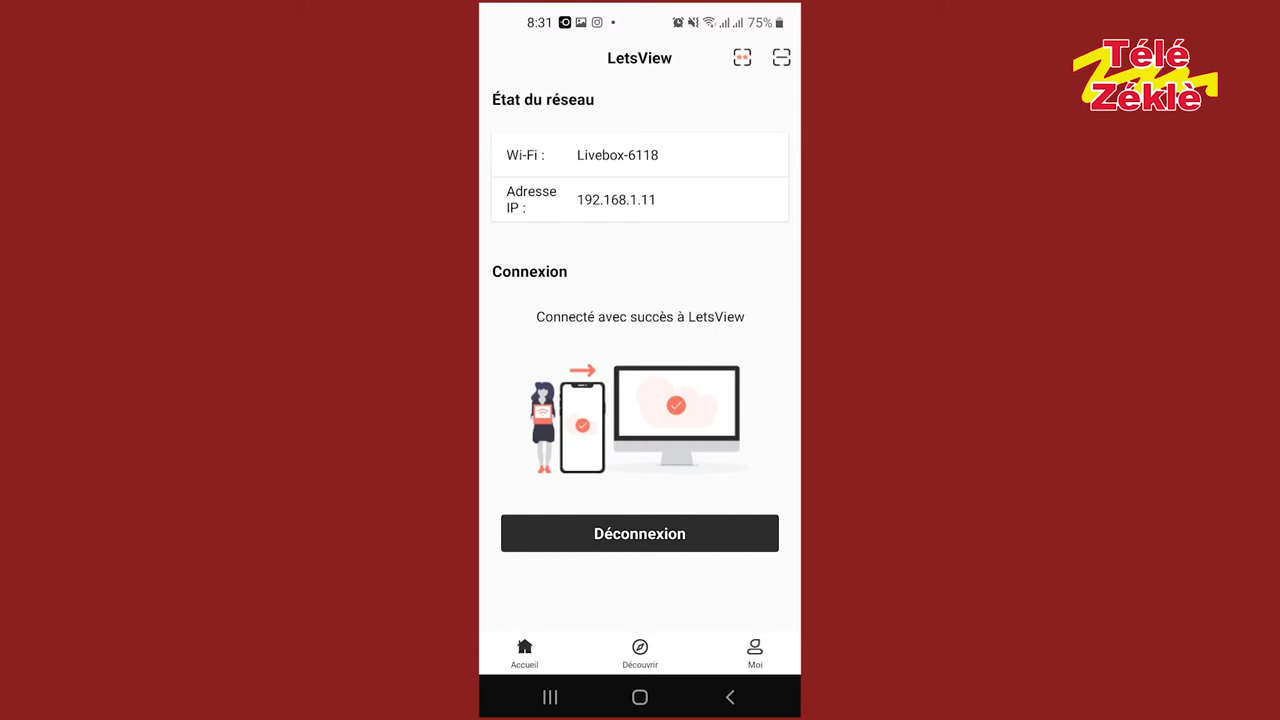 8:31
75%
LetsView
Télé
Zéklè
État du réseau
Wi-Fi :
Livebox-6118
Adresse
IP :
192.168.1.11
Connexion
Connecté avec succès à LetsView
Déconnexion
Accueil
Découvrir
Moi